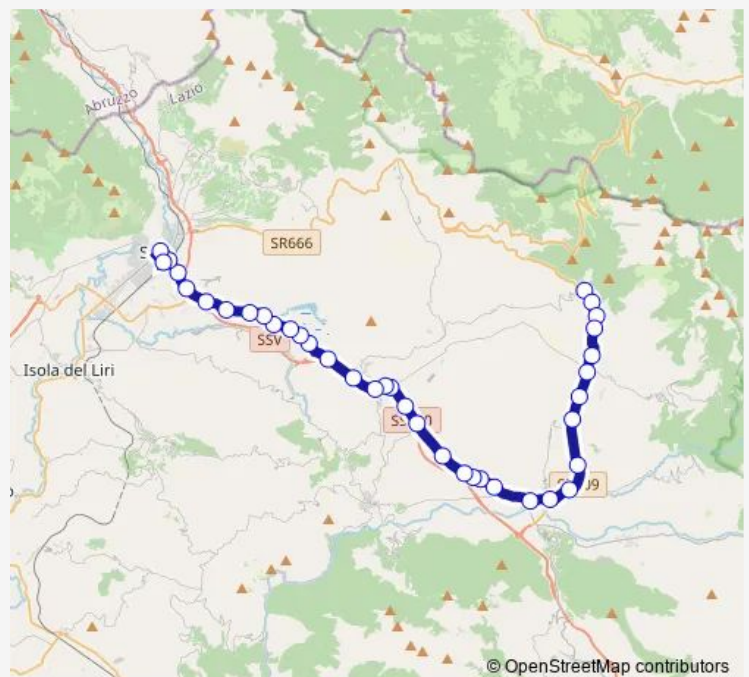 Abruzzo
Lazio
SR666
SSV
Isola del Liri
© OpenStreetMap contributors